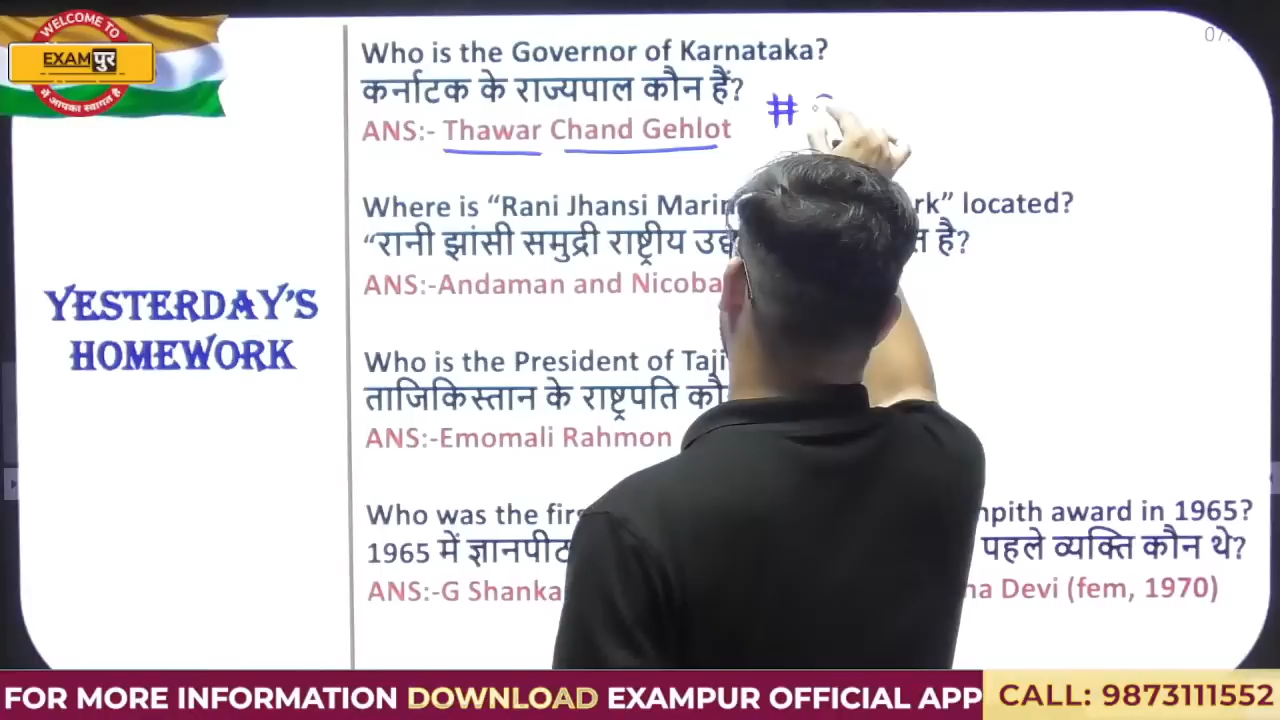 WELCOME TO
EXAMपुर
में आपका स्वागत है
07.
Who is the Governor of Karnataka?
कर्नाटक के राज्यपाल कौन हैं?
ANS:- Thawar Chand Gehlot
#
Where is “Rani Jhansi Marin rk” located?
“रानी झांसी समुद्री राष्ट्रीय उद्य त है?
ANS:-Andaman and Nicoba
YESTERDAY’S
HOMEWORK
Who is the President of Taji
ताजिकिस्तान के राष्ट्रपति कौ
ANS:-Emomali Rahmon
Who was the firs npith award in 1965?
1965 में ज्ञानपीठ पहले व्यक्ति कौन थे?
ANS:-G Shanka na Devi (fem, 1970)
FOR MORE INFORMATION DOWNLOAD EXAMPUR OFFICIAL APP CALL: 9873111552